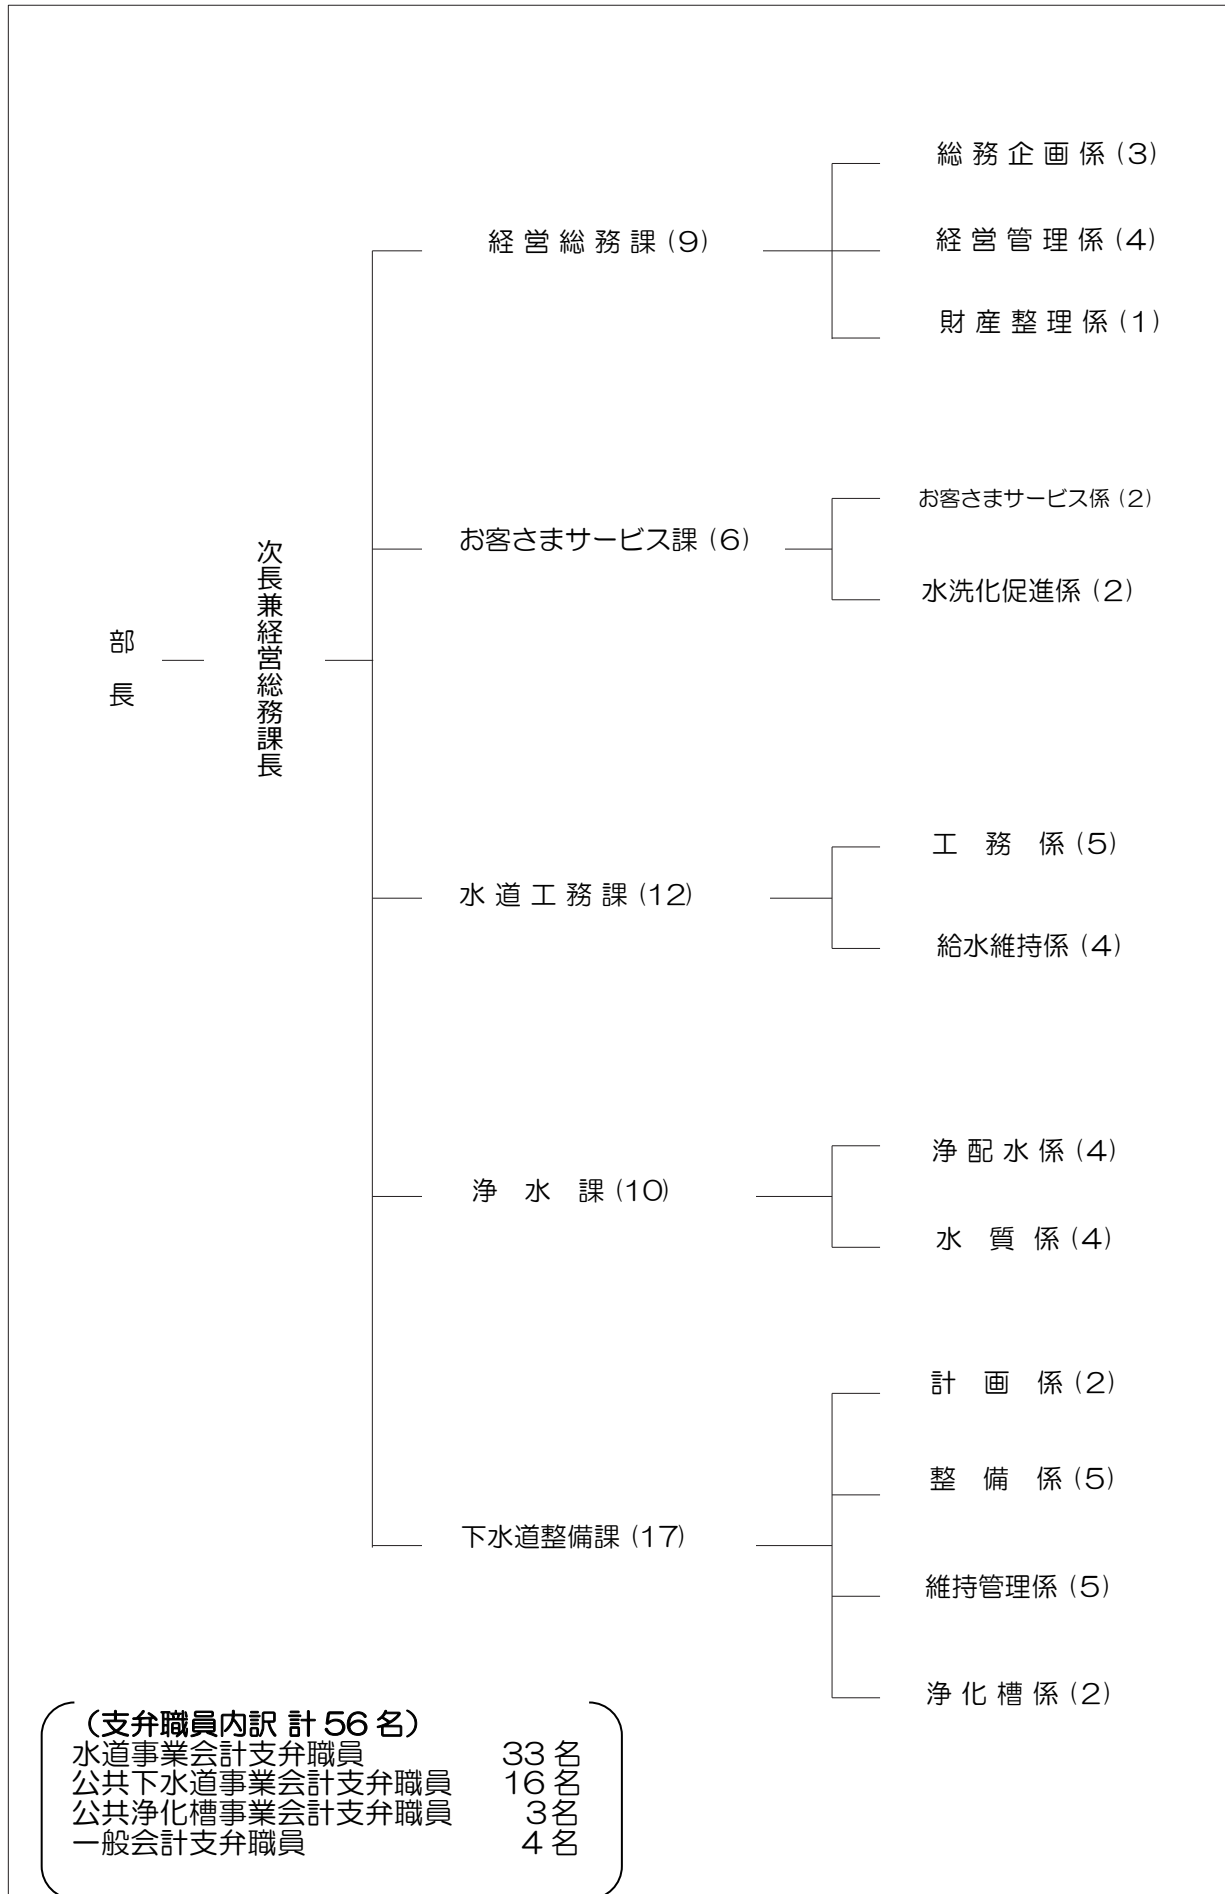 部長
次長兼経営総務課長
経営総務課(9)
総務企画係(3)
経営管理係(4)
財産整理係(1)
お客さまサービス課(6)
お客さまサービス係(2)
水洗化促進係(2)
水道工務課(12)
工務係(5)
給水維持係(4)
浄水課(10)
浄配水係(4)
水質係(4)
下水道整備課(17)
計画係(2)
整備係(5)
維持管理係(5)
浄化槽係(2)
(支弁職員内訳 計56名)
水道事業会計支弁職員 33名
公共下水道事業会計支弁職員 16名
公共浄化槽事業会計支弁職員 3名
一般会計支弁職員 4名